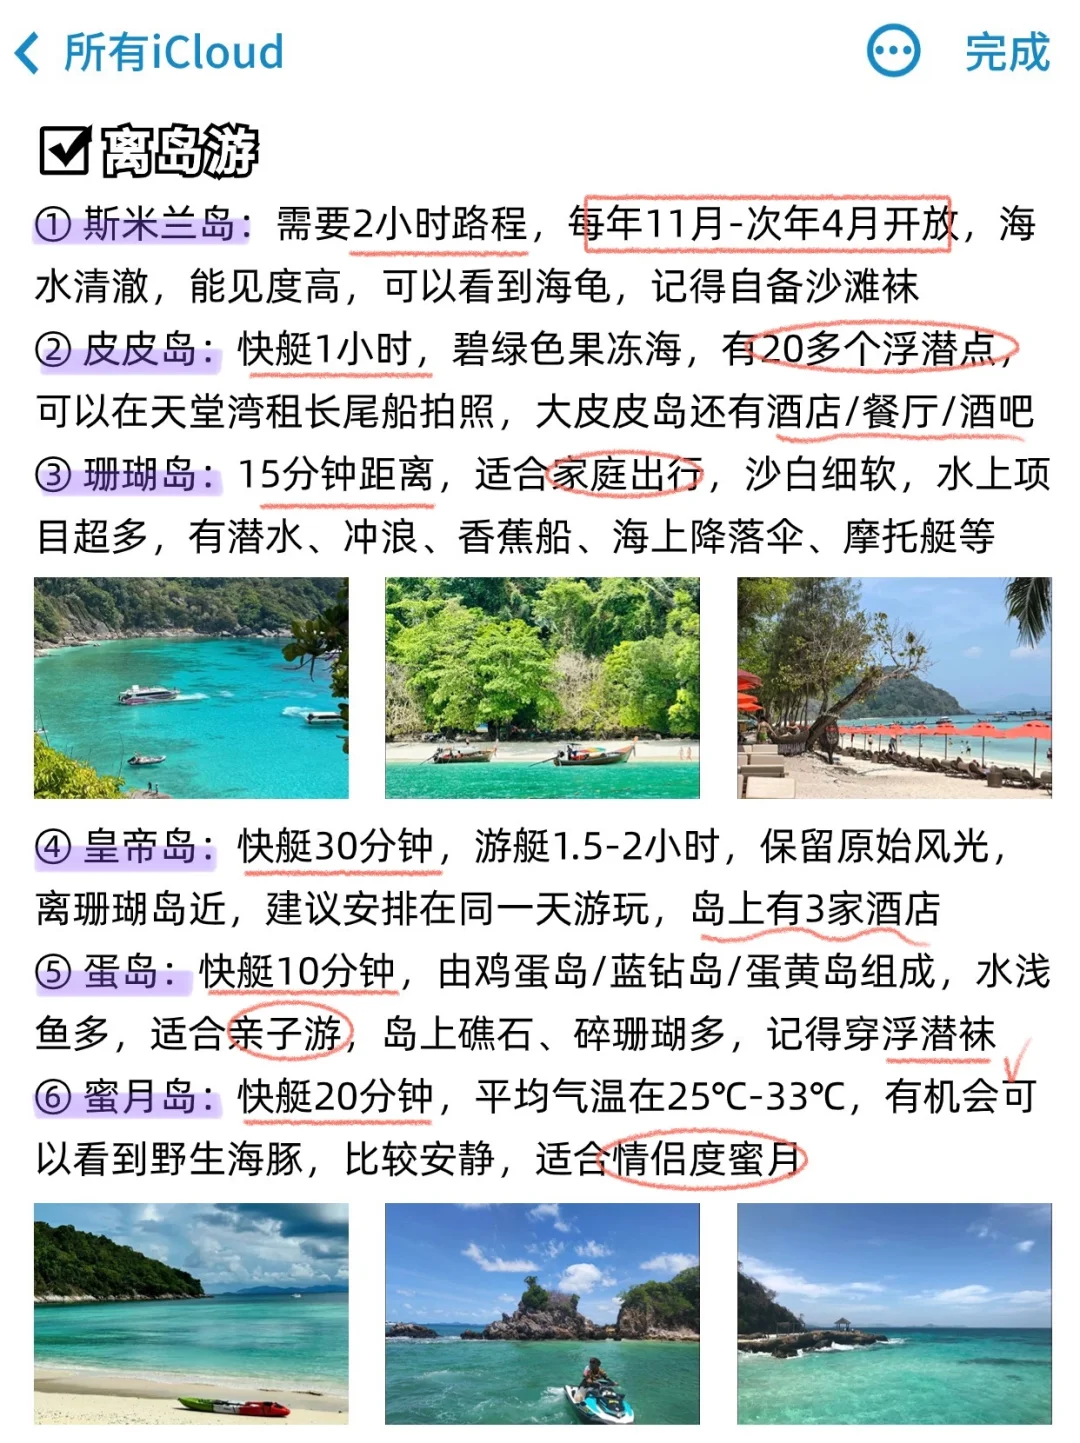 所有iCloud
完成
离岛游
① 斯米兰岛：需要2小时路程，每年11月-次年4月开放，海
水清澈，能见度高，可以看到海龟，记得自备沙滩袜
② 皮皮岛：快艇1小时，碧绿色果冻海，有20多个浮潜点，
可以在天堂湾租长尾船拍照，大皮皮岛还有酒店/餐厅/酒吧
③ 珊瑚岛：15分钟距离，适合家庭出行，沙白细软，水上项
目超多，有潜水、冲浪、香蕉船、海上降落伞、摩托艇等
④ 皇帝岛：快艇30分钟，游艇1.5-2小时，保留原始风光，
离珊瑚岛近，建议安排在同一天游玩，岛上有3家酒店
⑤ 蛋岛：快艇10分钟，由鸡蛋岛/蓝钻岛/蛋黄岛组成，水浅
鱼多，适合亲子游，岛上礁石、碎珊瑚多，记得穿浮潜袜
⑥ 蜜月岛：快艇20分钟，平均气温在25℃-33℃，有机会可
以看到野生海豚，比较安静，适合情侣度蜜月